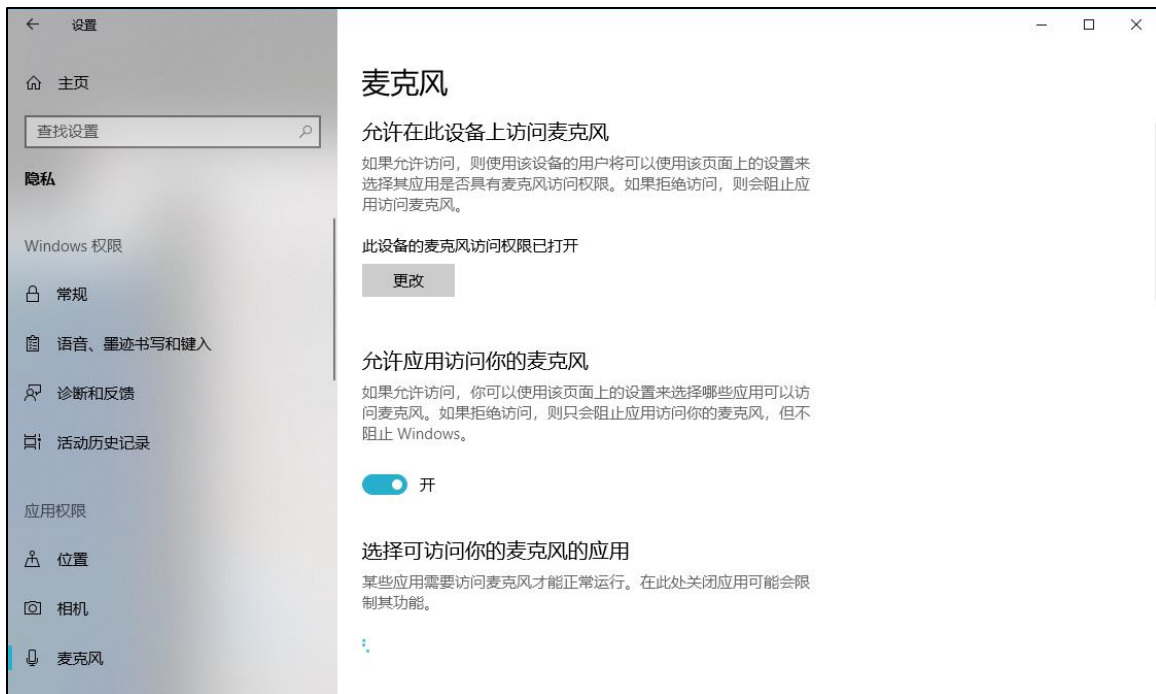 设置
主页
查找设置
隐私
Windows 权限
常规
语音、墨迹书写和键入
诊断和反馈
活动历史记录
应用权限
位置
相机
麦克风
麦克风
允许在此设备上访问麦克风
如果允许访问，则使用该设备的用户将可以使用该页面上的设置来
选择其应用是否具有麦克风访问权限。如果拒绝访问，则会阻止应
用访问麦克风。
此设备的麦克风访问权限已打开
更改
允许应用访问你的麦克风
如果允许访问，你可以使用该页面上的设置来选择哪些应用可以访
问麦克风。如果拒绝访问，则只会阻止应用访问你的麦克风，但不
阻止 Windows。
开
选择可访问你的麦克风的应用
某些应用需要访问麦克风才能正常运行。在此处关闭应用可能会限
制其功能。